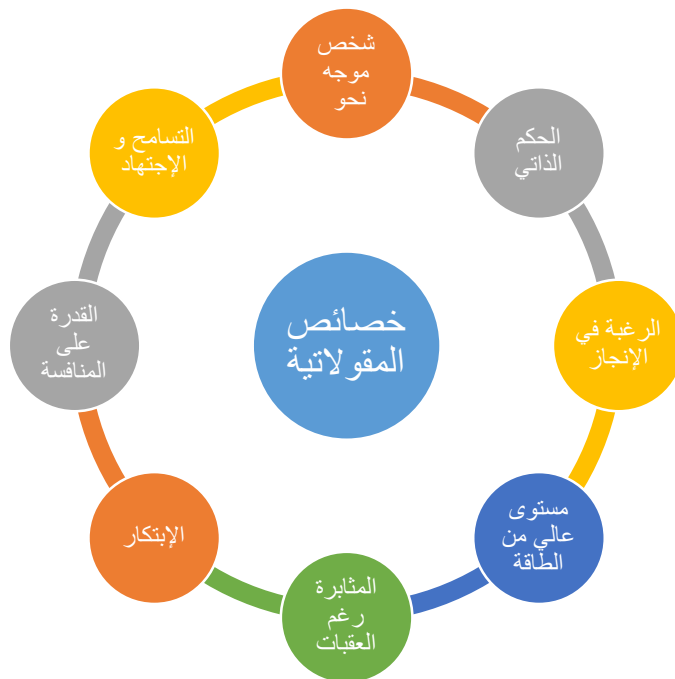 شخص
موجه
نحو
الحكم
الذاتي
الرغبة في
الإنجاز
مستوى
عالي من
الطاقة
المثابرة
رغم
العقبات
الإبتكار
القدرة
على
المنافسة
التسامح و
الإجتهاد
خصائص
المقولاتية